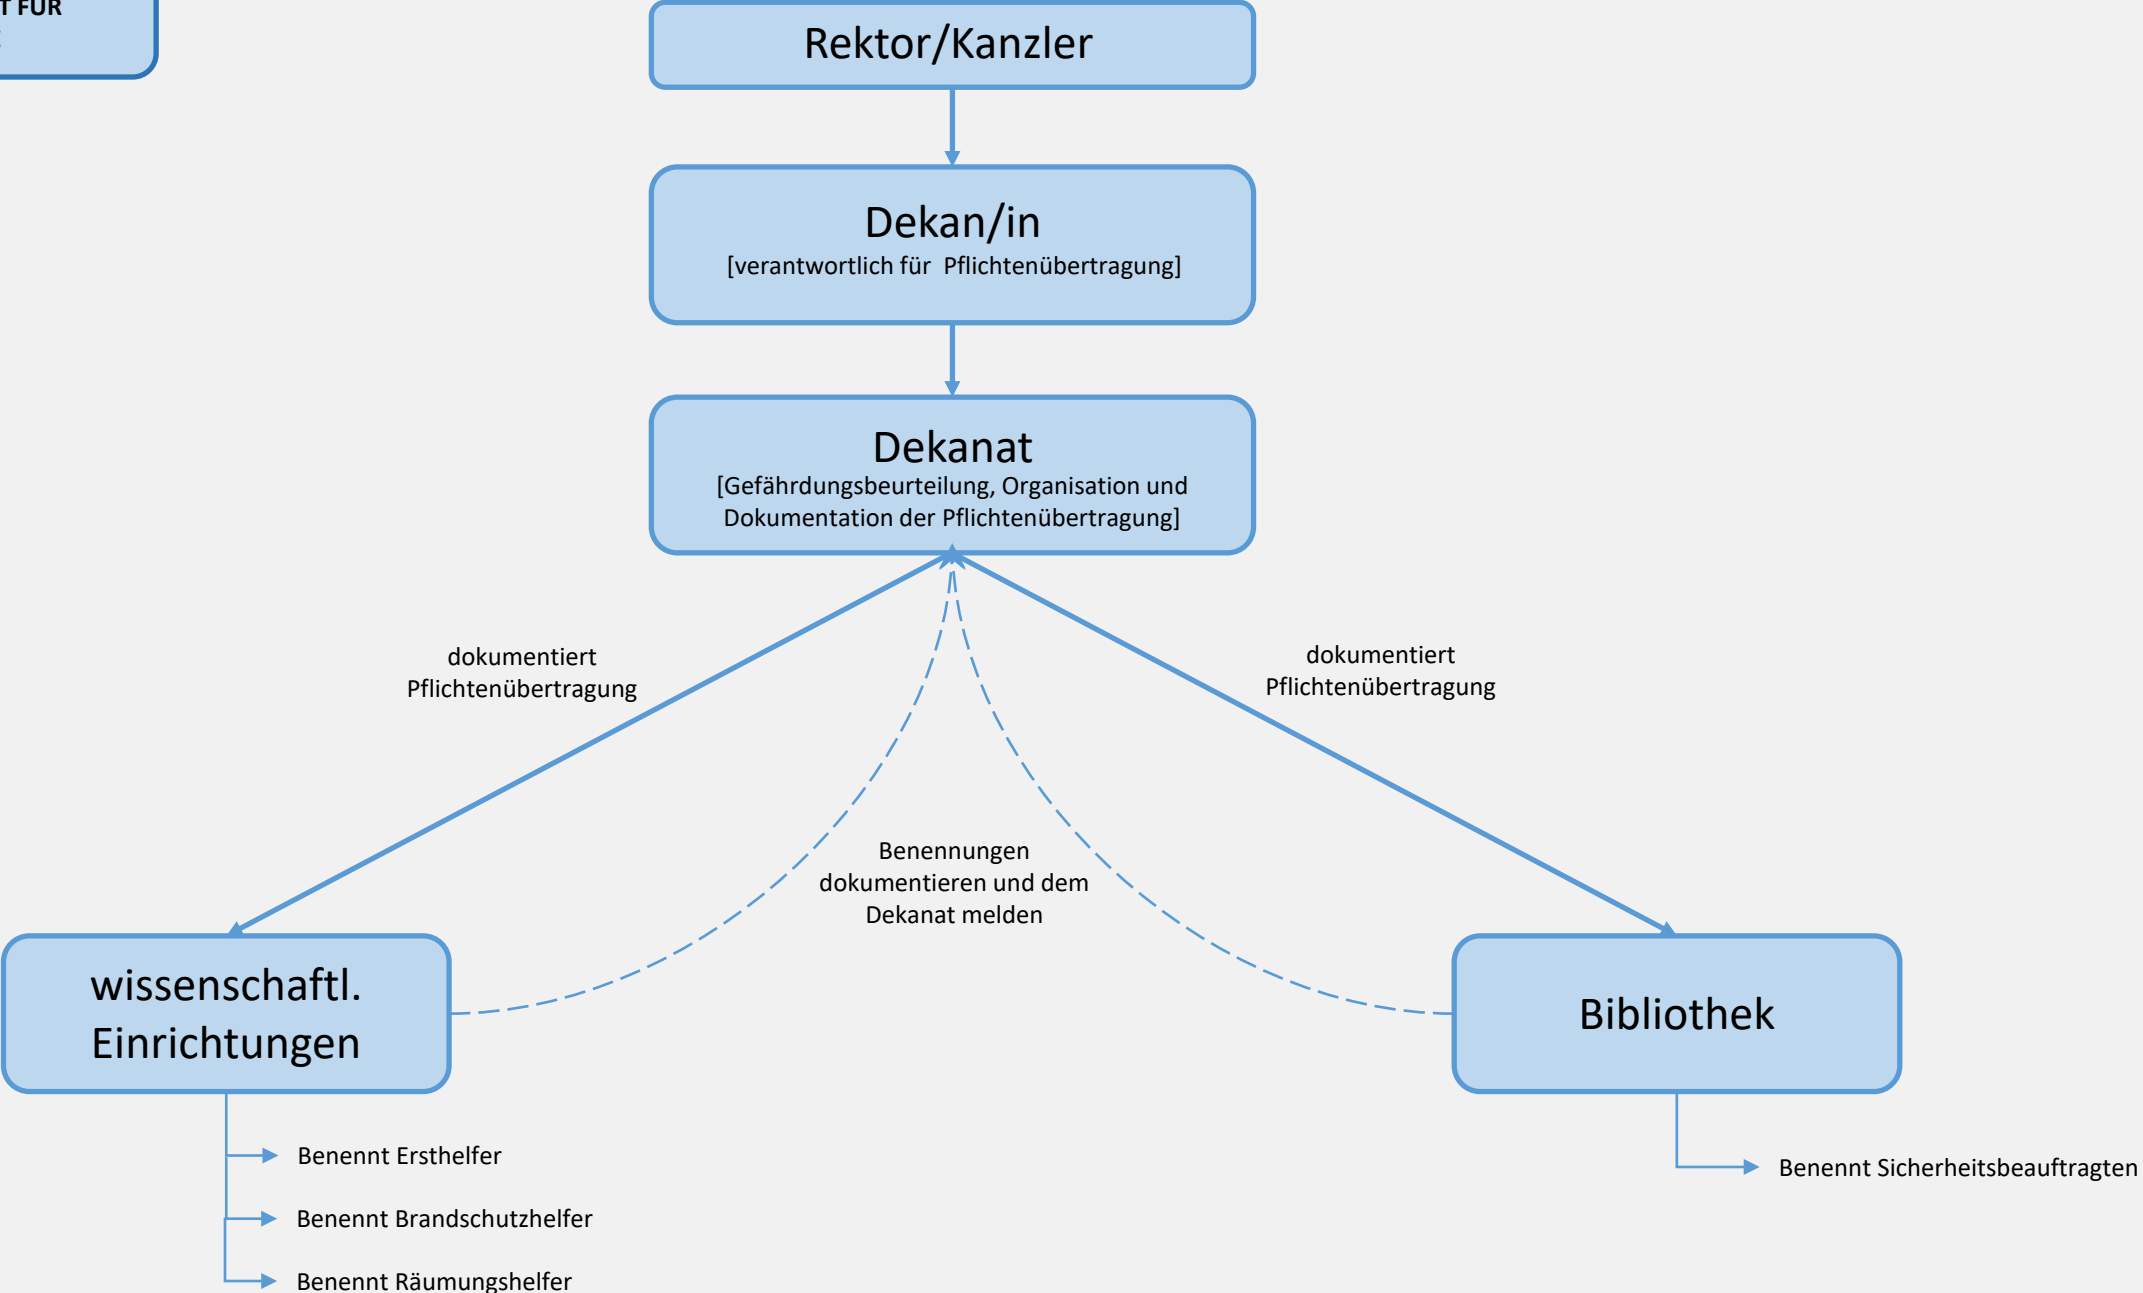 T FÜR
Rektor/Kanzler
Dekan/in
[verantwortlich für Pflichtenübertragung]
Dekanat
[Gefährdungsbeurteilung, Organisation und
Dokumentation der Pflichtenübertragung]
dokumentiert
Pflichtenübertragung
dokumentiert
Pflichtenübertragung
Benennungen
dokumentieren und dem
Dekanat melden
wissenschaftl.
Einrichtungen
Bibliothek
Benennt Ersthelfer
Benennt Brandschutzhelfer
Benennt Räumungshelfer
Benennt Sicherheitsbeauftragten